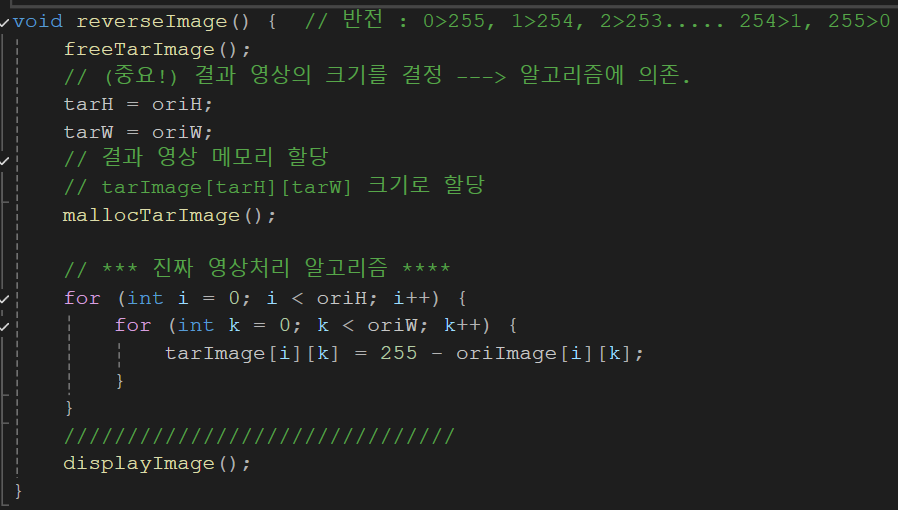 void reverseImage() {  // 반전 : 0>255, 1>254, 2>253..... 254>1, 255>0
    freeTarImage();
    // (중요!) 결과 영상의 크기를 결정 ---> 알고리즘에 의존.
    tarH = oriH;
    tarW = oriW;
    // 결과 영상 메모리 할당
    // tarImage[tarH][tarW] 크기로 할당
    mallocTarImage();

    // *** 진짜 영상처리 알고리즘 ****
    for (int i = 0; i < oriH; i++) {
        for (int k = 0; k < oriW; k++) {
            tarImage[i][k] = 255 - oriImage[i][k];
        }
    }
    ///////////////////////////////
    displayImage();
}